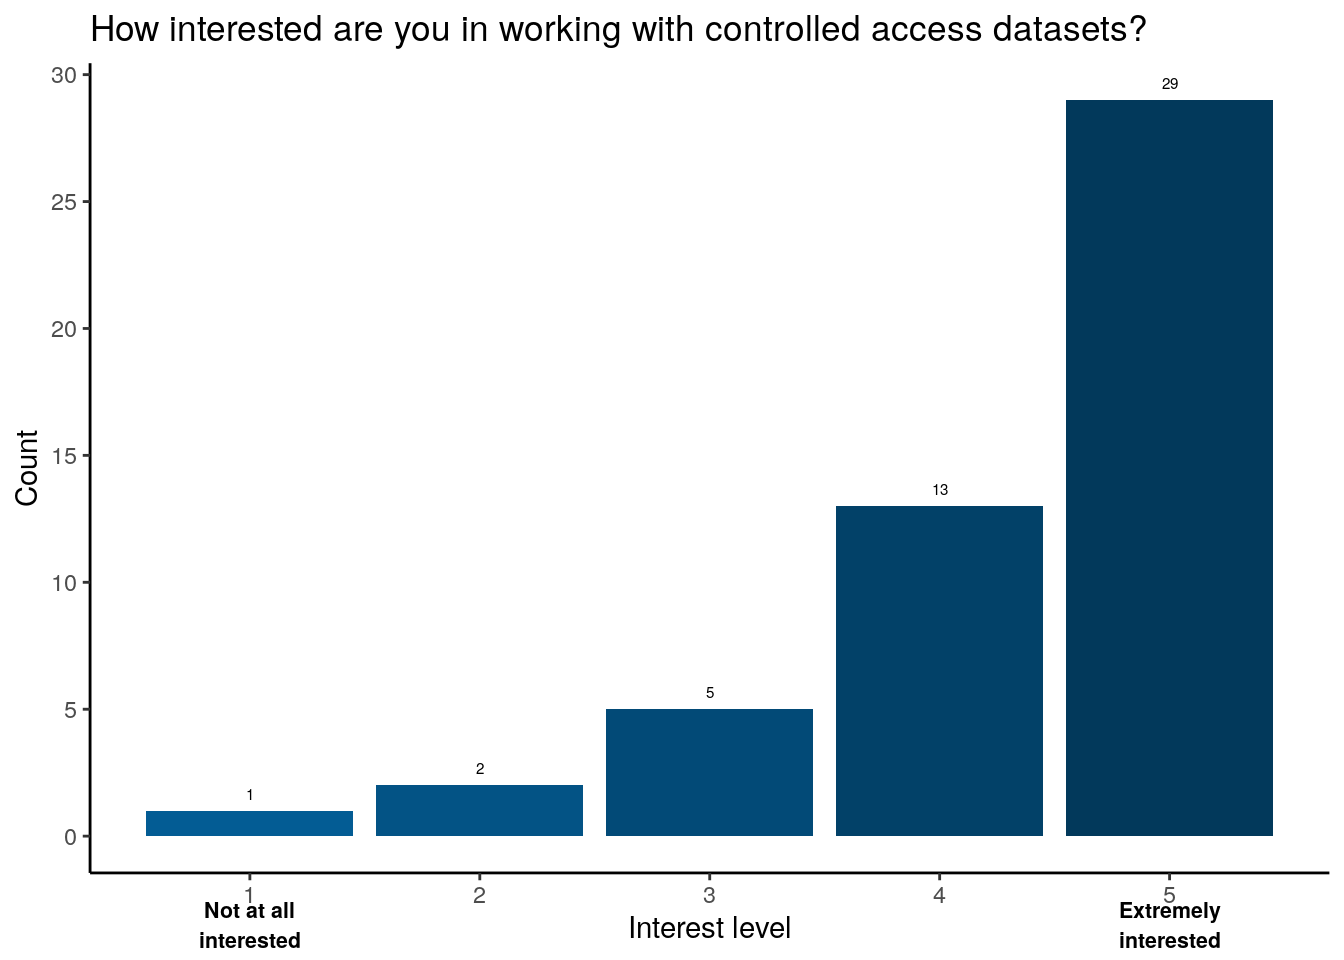 How interested are you in working with controlled access datasets?
30
25
20
15
10
5
0
Count
1
2
5
13
29
1
2
3
4
5
Not at all
interested
Interest level
Extremely
interested